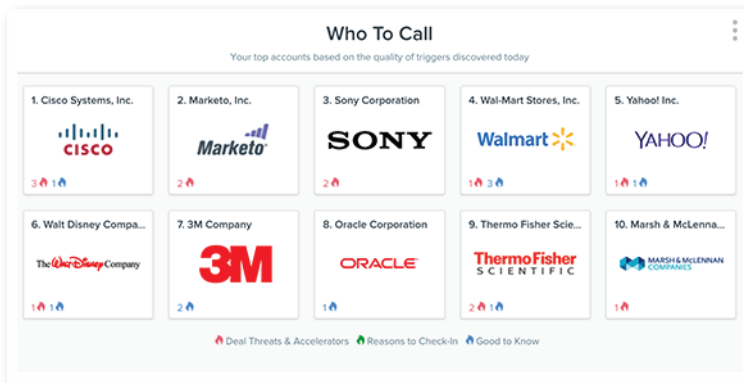 Who To Call
Your top accounts based on the quality of triggers discovered today
1. Cisco Systems, Inc.
CISCO
3 1
2. Marketo, Inc.
Marketo
2
3. Sony Corporation
SONY
2
4. Wal-Mart Stores, Inc.
Walmart
1 3
5. Yahoo! Inc.
YAHOO!
1 1
6. Walt Disney Compa...
The Walt Disney Company
1 1
7. 3M Company
3M
2
8. Oracle Corporation
ORACLE
1
9. Thermo Fisher Scie...
ThermoFisher
SCIENTIFIC
2 1
10. Marsh & McLenna...
MARSH & McLENNAN
COMPANIES
1
Deal Threats & Accelerators Reasons to Check-In Good to Know